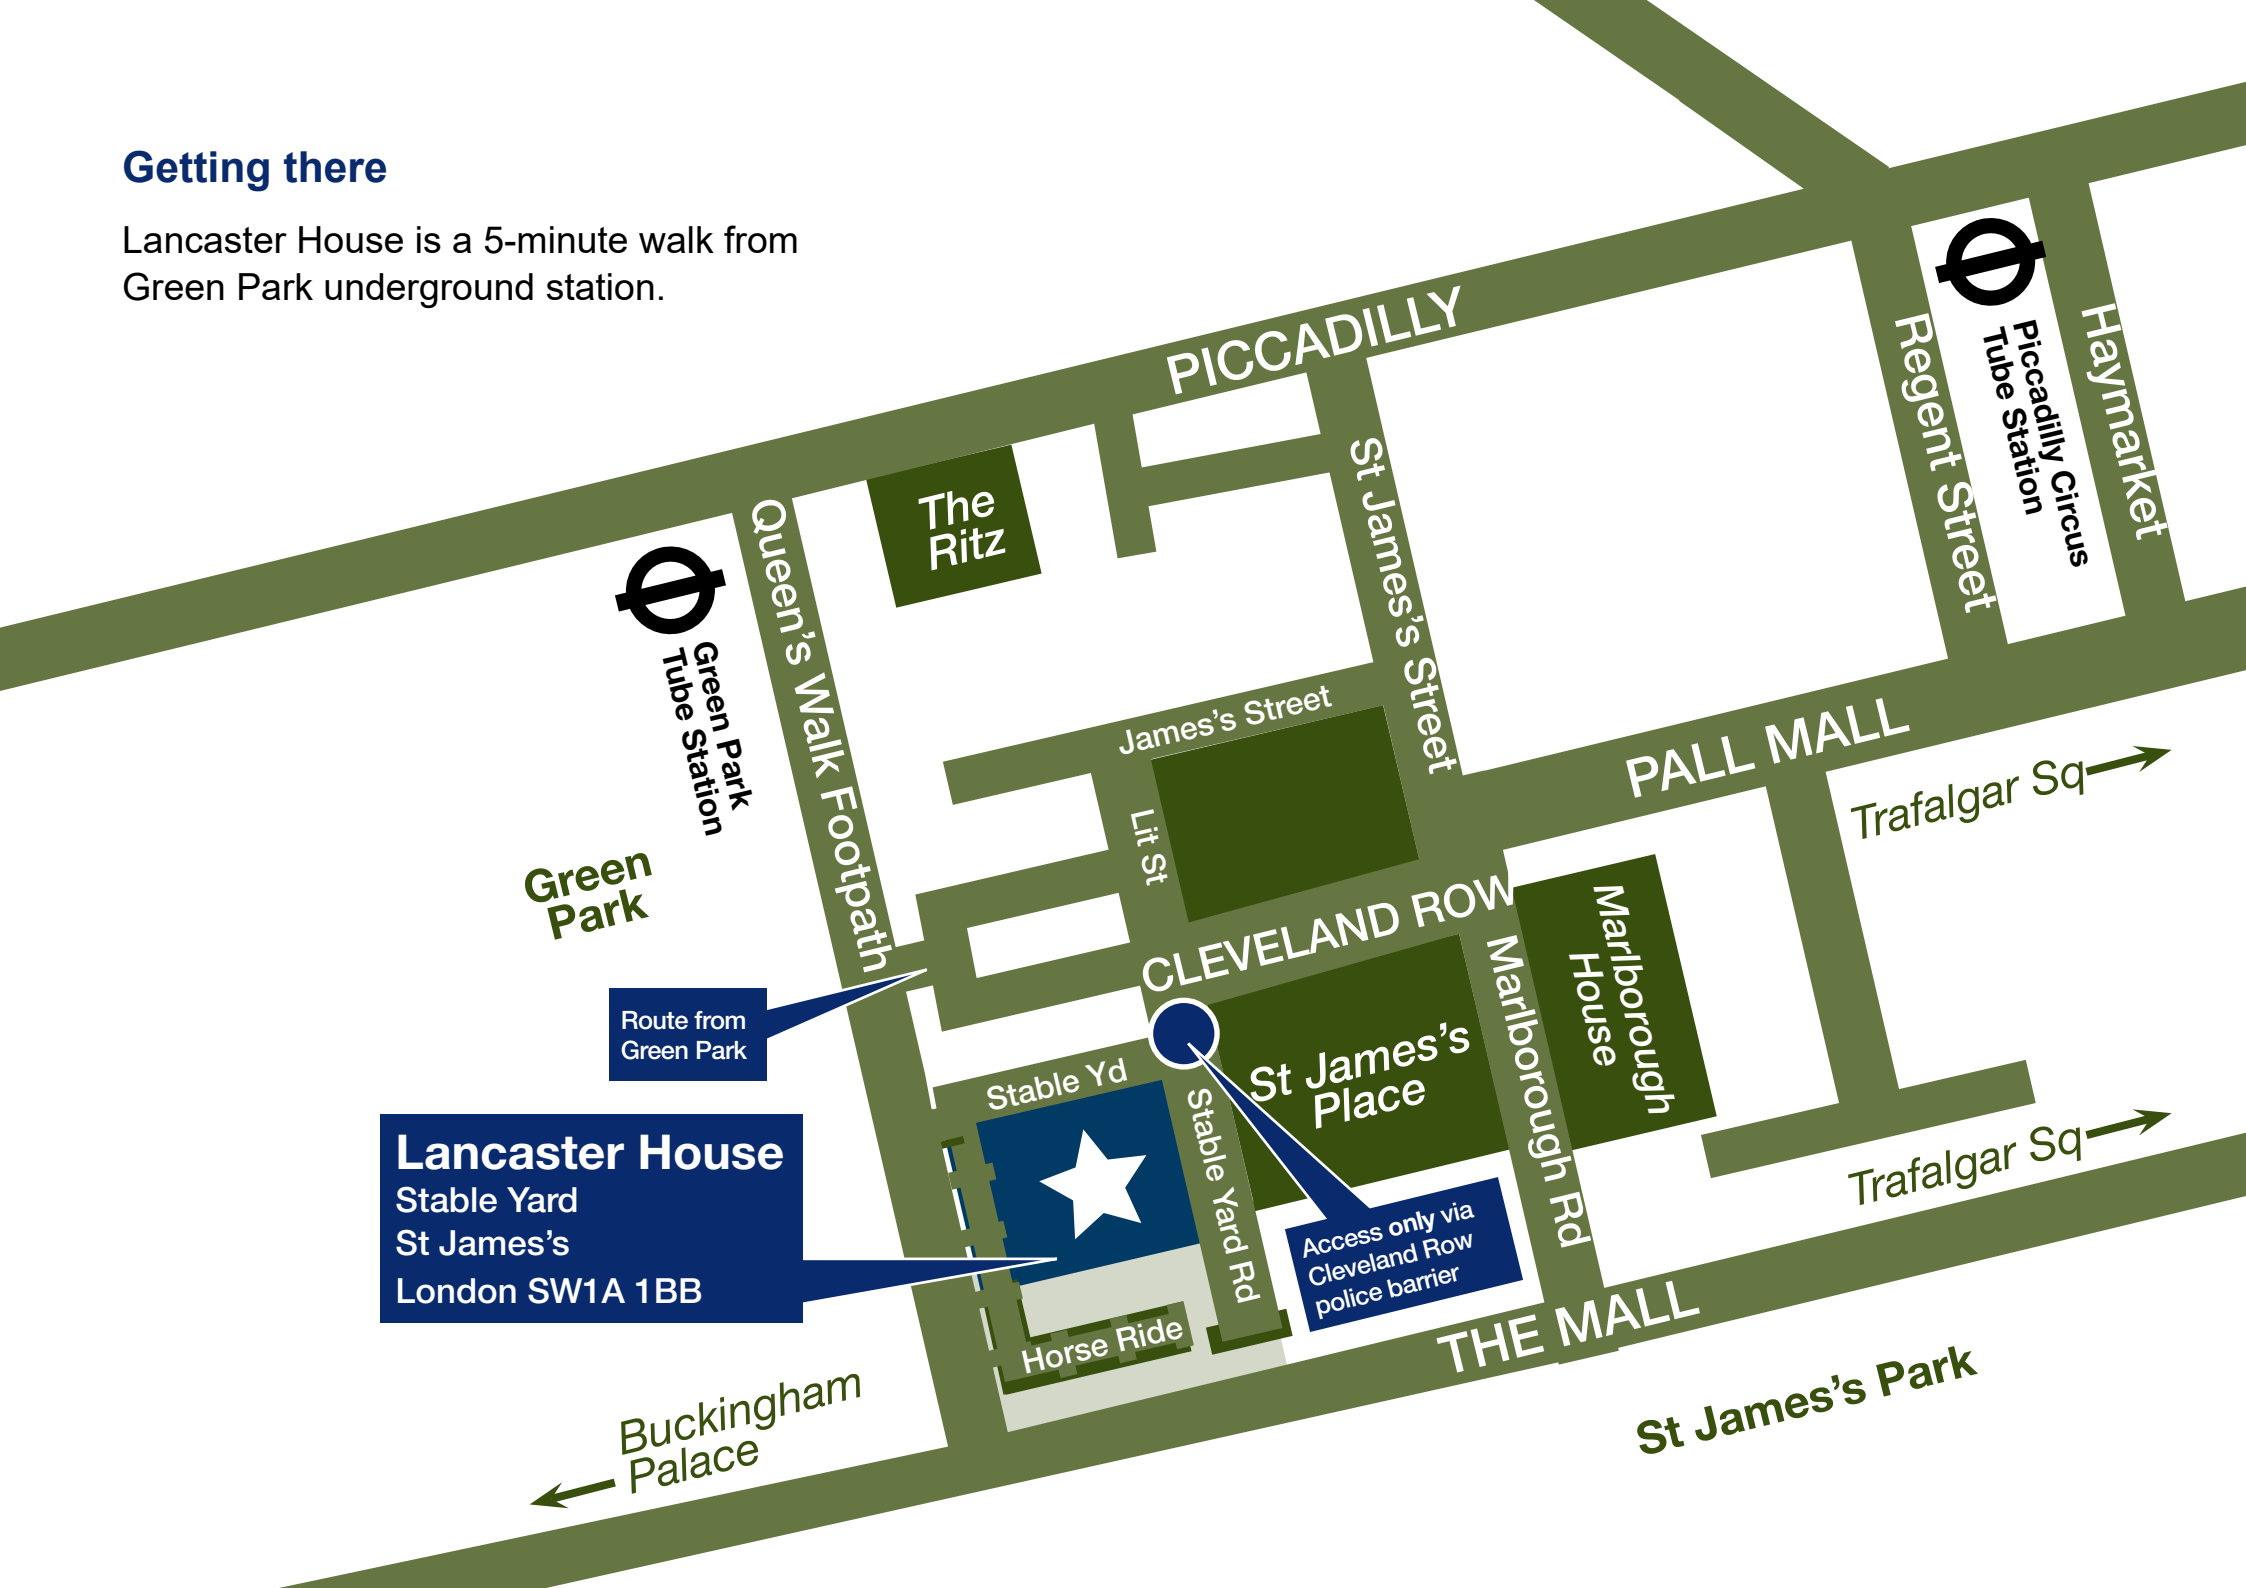 Getting there
Lancaster House is a 5-minute walk from
Green Park underground station.
PICCADILLY
Regent Street
Piccadilly Circus
Tube Station
Haymarket
The
Ritz
Queen’s Walk Footpath
St James’s Street
Green Park
Tube Station
James’s Street
Lit St
PALL MALL
Trafalgar Sq
Green
Park
CLEVELAND ROW
Marlborough
House
Marlborough Rd
Route from
Green Park
St James’s
Place
Stable Yd
Stable Yard Rd
Lancaster House
Stable Yard
St James’s
London SW1A 1BB
Access only via
Cleveland Row
police barrier
Trafalgar Sq
Horse Ride
THE MALL
Buckingham
Palace
St James’s Park